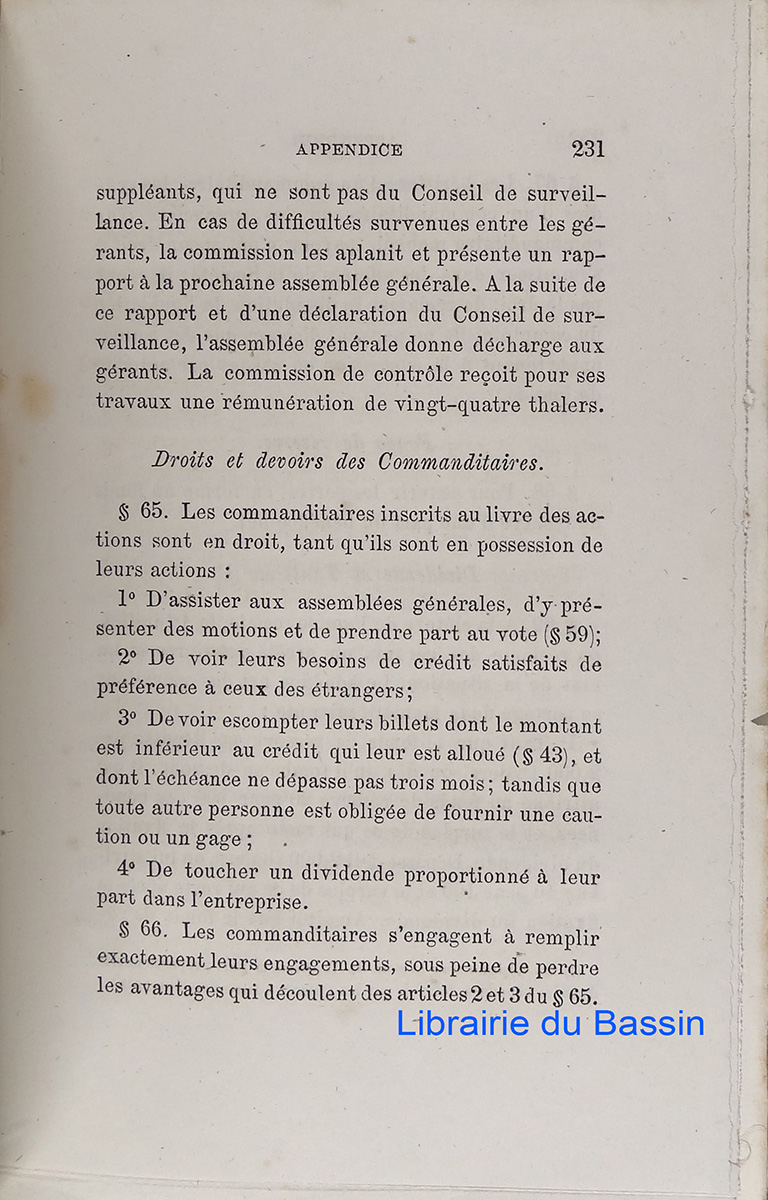 APPENDICE 231
suppléants, qui ne sont pas du Conseil de surveil-
lance. En cas de difficultés survenues entre les gé-
rants, la commission les aplanit et présente un rap-
port à la prochaine assemblée générale. A la suite de
ce rapport et d'une déclaration du Conseil de sur-
veillance, l'assemblée générale donne décharge aux
gérants. La commission de contrôle reçoit pour ses
travaux une rémunération de vingt-quatre thalers.
Droits et devoirs des Commanditaires.
§ 65. Les commanditaires inscrits au livre des ac-
tions sont en droit, tant qu'ils sont en possession de
leurs actions :
1° D'assister aux assemblées générales, d'y pré-
senter des motions et de prendre part au vote (§ 59);
2° De voir leurs besoins de crédit satisfaits de
préférence à ceux des étrangers;
3° De voir escompter leurs billets dont le montant
est inférieur au crédit qui leur est alloué (§ 43), et
dont l'échéance ne dépasse pas trois mois; tandis que
toute autre personne est obligée de fournir une cau-
tion ou un gage ;
4° De toucher un dividende proportionné à leur
part dans l'entreprise.
§ 66. Les commanditaires s'engagent à remplir
exactement leurs engagements, sous peine de perdre
les avantages qui découlent des articles 2 et 3 du § 65.
Librairie du Bassin